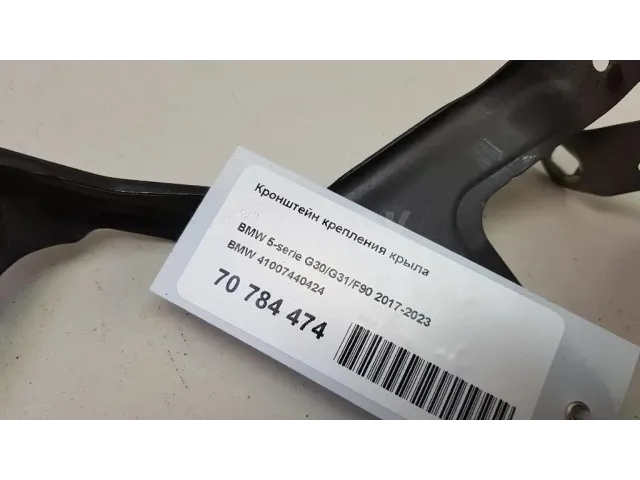 Кронштейн крепления крыла
BMW 5-serie G30/G31/F90 2017-2023
BMW 41007440424
70 784 474